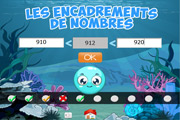 LES ENCADREMENTS
DE NOMBRES
910 < 912 < 920
OK